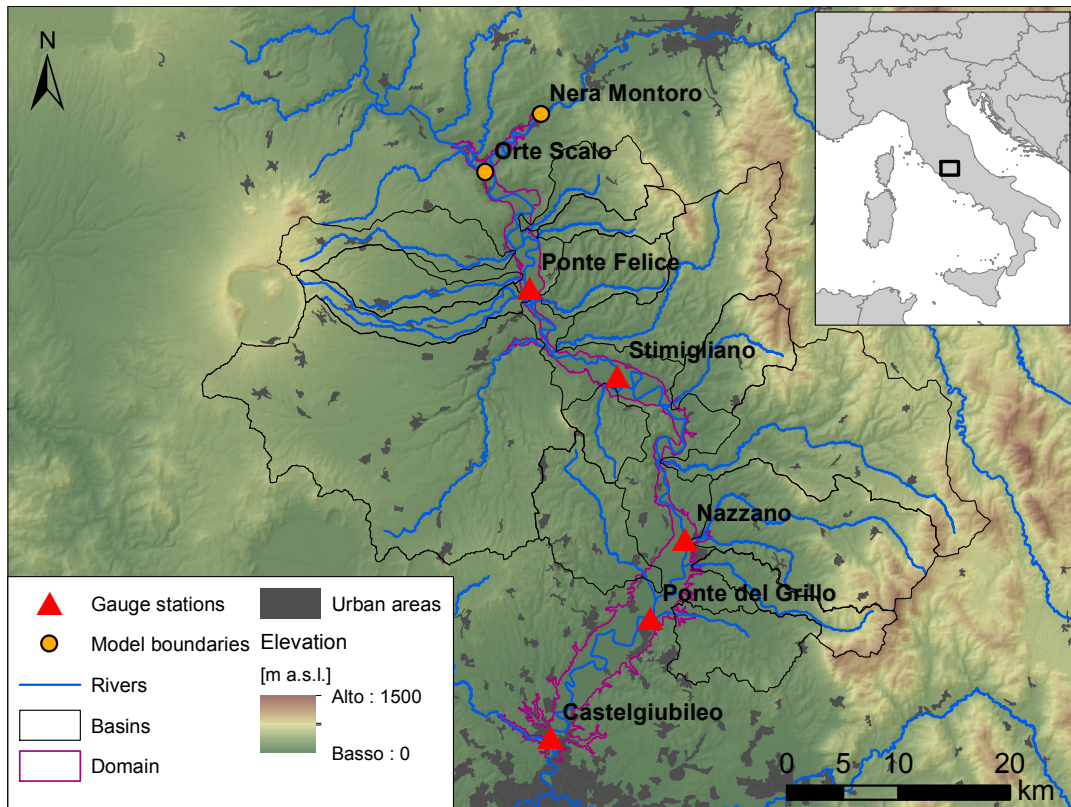 N
Nera Montoro
Orte Scalo
Ponte Felice
Stimigliano
Nazzano
Ponte del Grillo
Castelgiubileo
Gauge stations
Model boundaries
Rivers
Basins
Domain
Urban areas
Elevation
[m a.s.l.]
Alto : 1500
Basso : 0
0 5 10 20
km